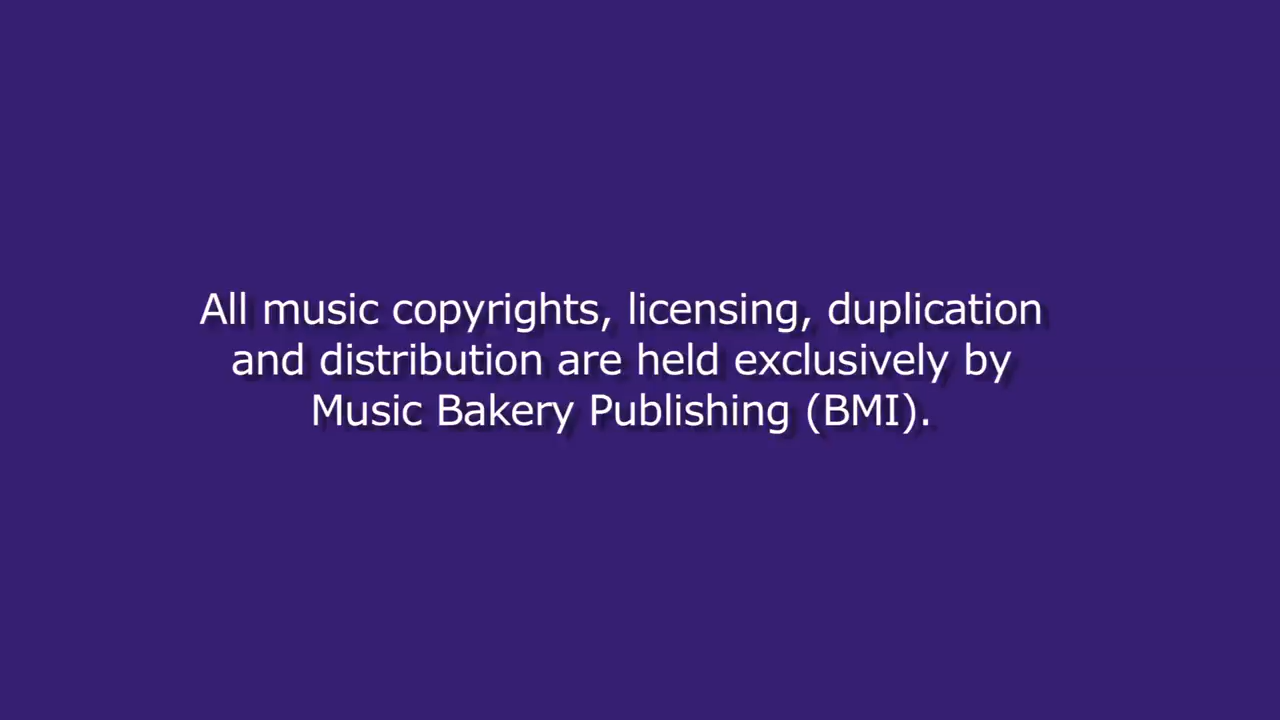 All music copyrights, licensing, duplication
and distribution are held exclusively by
Music Bakery Publishing (BMI).